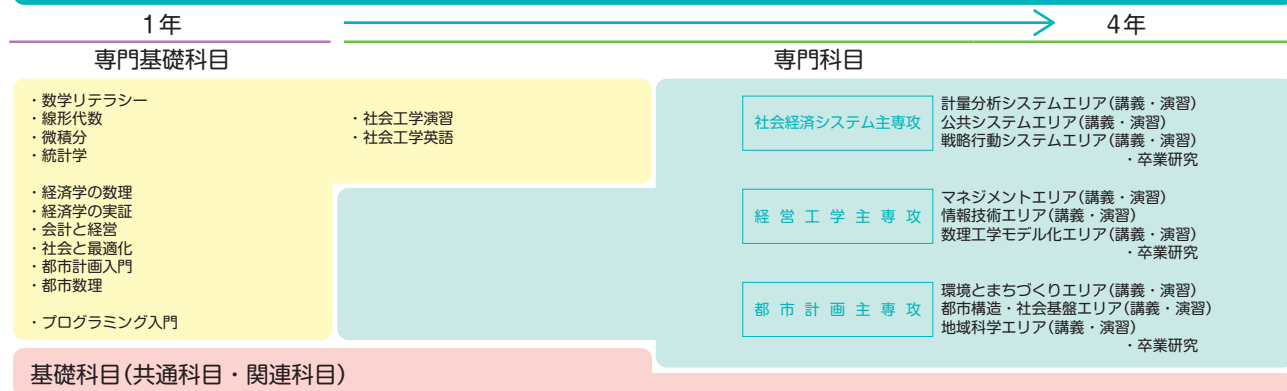 1年
4年
専門基礎科目
専門科目
・数学リテラシー
・線形代数
・微積分
・統計学
・経済学の数理
・経済学の実証
・会計と経営
・社会と最適化
・都市計画入門
・都市数理
・プログラミング入門
・社会工学演習
・社会工学英語
社会経済システム主専攻
計量分析システムエリア(講義・演習)
公共システムエリア(講義・演習)
戦略行動システムエリア(講義・演習)
・卒業研究
経営工学主専攻
マネジメントエリア(講義・演習)
情報技術エリア(講義・演習)
数理工学モデル化エリア(講義・演習)
・卒業研究
都市計画主専攻
環境とまちづくりエリア(講義・演習)
都市構造・社会基盤エリア(講義・演習)
地域科学エリア(講義・演習)
・卒業研究
基礎科目(共通科目・関連科目)